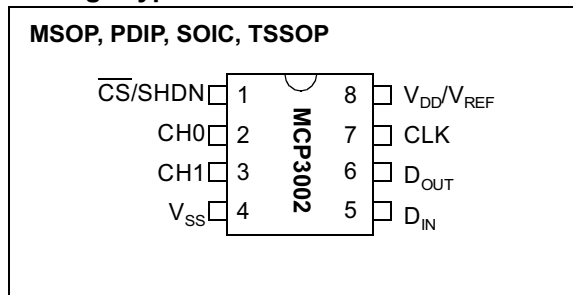 MSOP, PDIP, SOIC, TSSOP
CS/SHDN 1 8 VDD/VREF
CH0 2 7 CLK
CH1 3 6 DOUT
VSS 4 5 DIN
MCP3002